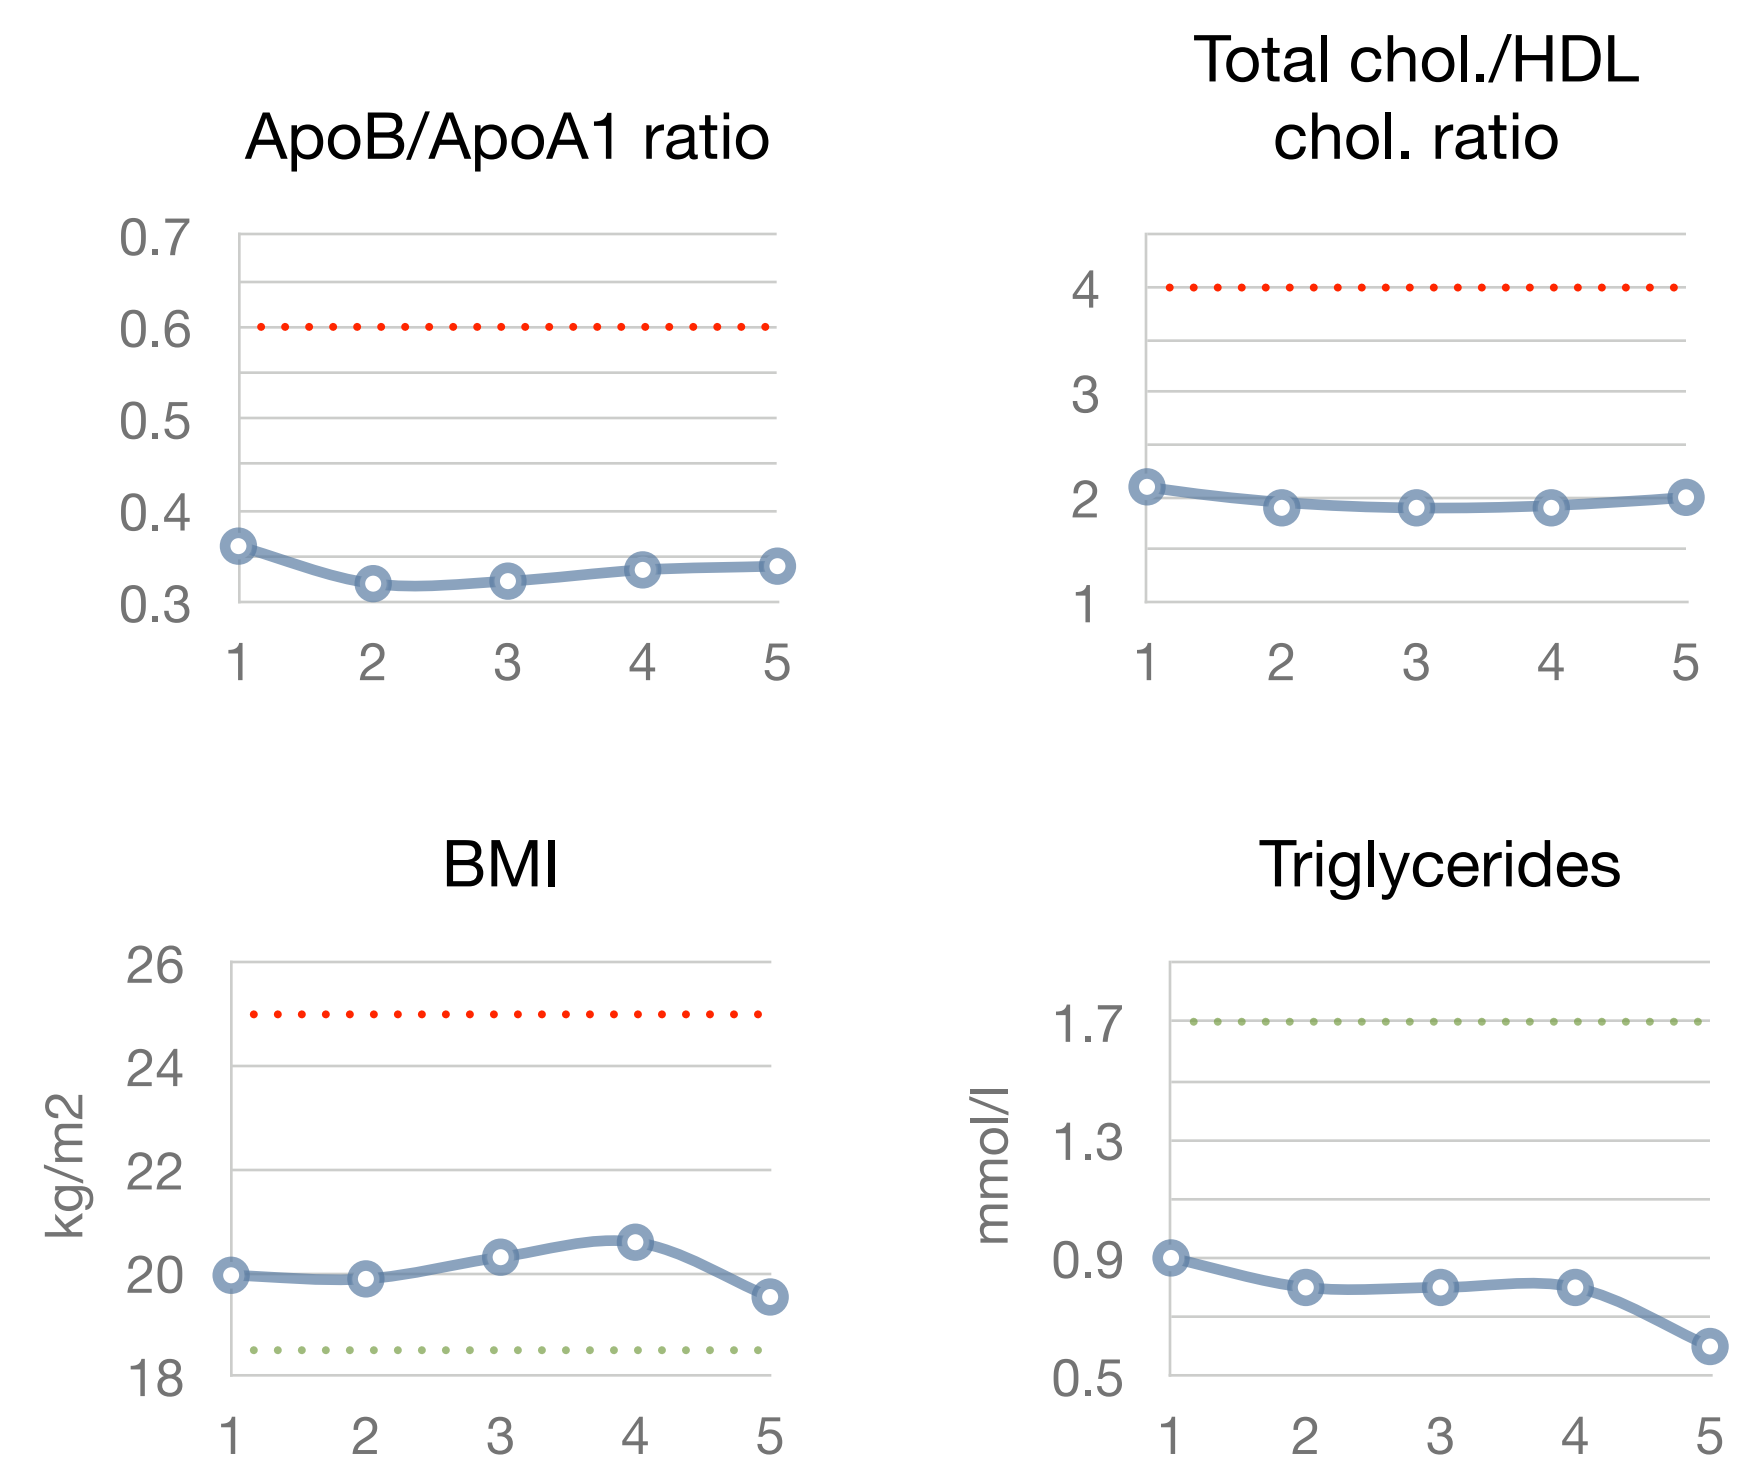 ApoB/ApoA1 ratio
0.7
0.6
0.5
0.4
0.3
1 2 3 4 5
Total chol./HDL
chol. ratio
4
3
2
1
1 2 3 4 5
BMI
kg/m2
26
24
22
20
18
1 2 3 4 5
Triglycerides
mmol/l
1.7
1.3
0.9
0.5
1 2 3 4 5